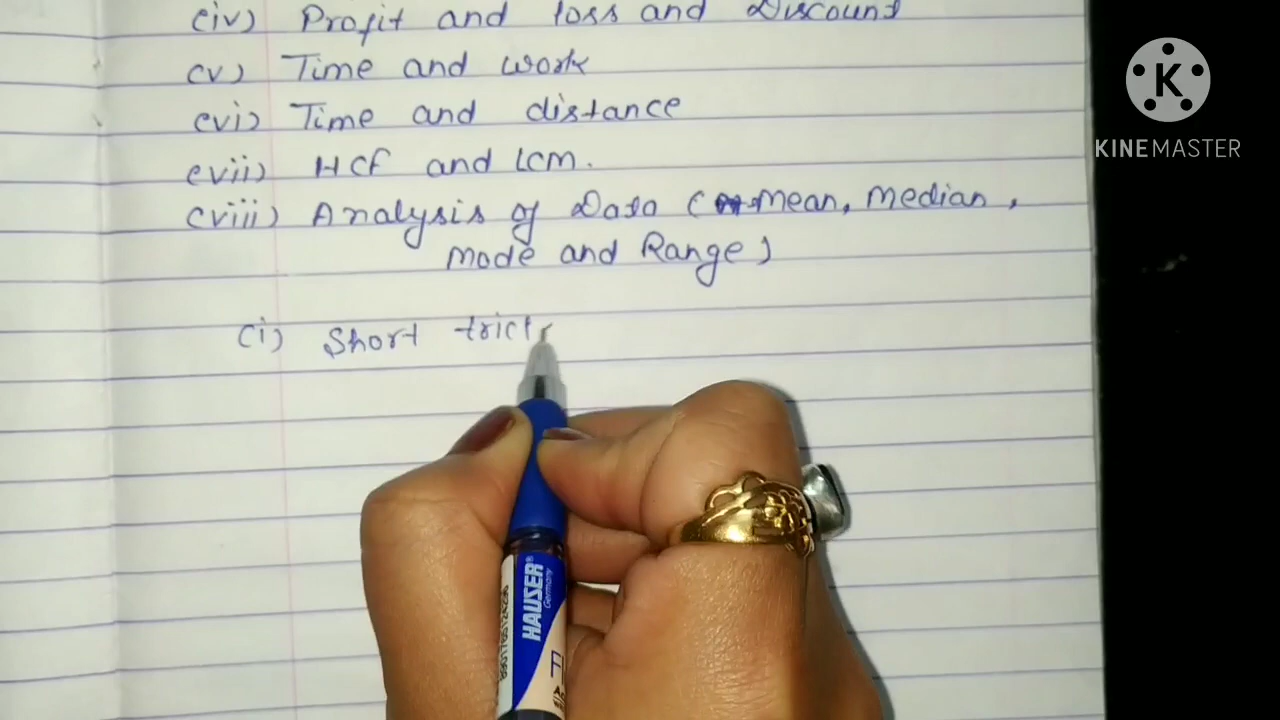 (iv) Profit and loss and Discount
(v) Time and work
(vi) Time and distance
(vii) HCF and LCM.
(viii) Analysis of Data (Mean, Median,
Mode and Range)
(i) Short trick
K
KINEMASTER
HAUSER®
Germany